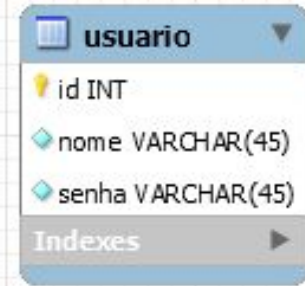 usuario
id INT
nome VARCHAR(45)
senha VARCHAR(45)
Indexes